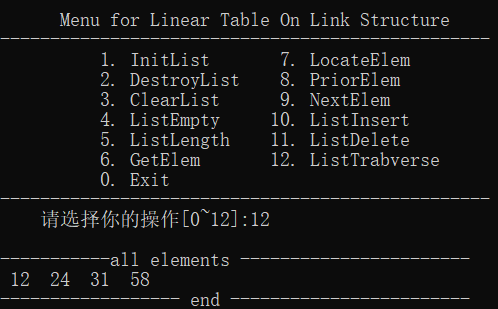 Menu for Linear Table On Link Structure
-------------------------------------------------
1. InitList 7. LocateElem
2. DestroyList 8. PriorElem
3. ClearList 9. NextElem
4. ListEmpty 10. ListInsert
5. ListLength 11. ListDelete
6. GetElem 12. ListTrabverse
0. Exit
-------------------------------------------------
请选择你的操作[0~12]:12
-----------all elements -----------------------
12 24 31 58
------------------ end ------------------------